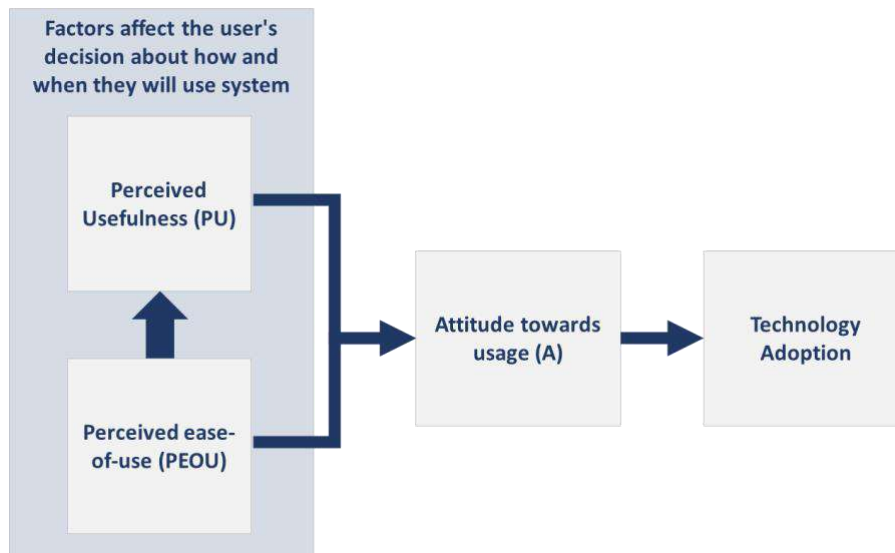 Factors affect the user's
decision about how and
when they will use system
Perceived
Usefulness (PU)
Perceived ease-
of-use (PEOU)
Attitude towards
usage (A)
Technology
Adoption